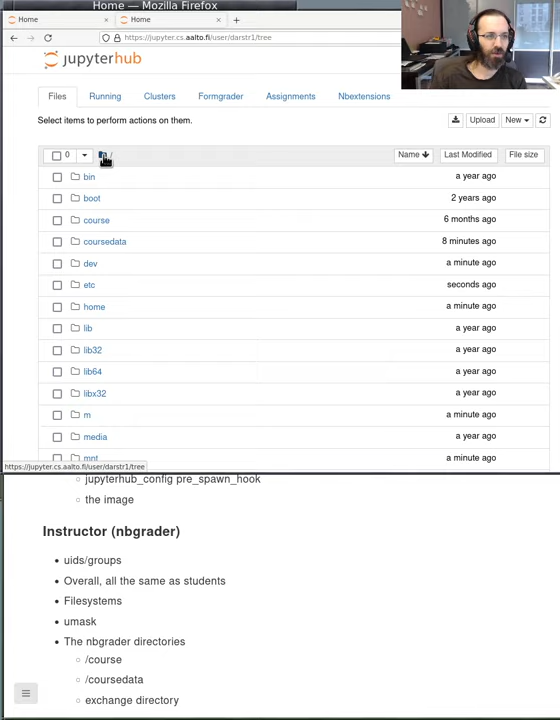 Home — Mozilla Firefox
Home × Home × +
https://jupyter.cs.aalto.fi/user/darstr1/tree
jupyterhub
Files Running Clusters Formgrader Assignments Nbextensions
Select items to perform actions on them. Upload New
0 / Name Last Modified File size
bin a year ago
boot 2 years ago
course 6 months ago
coursedata 8 minutes ago
dev a minute ago
etc seconds ago
home a minute ago
lib a year ago
lib32 a year ago
lib64 a year ago
libx32 a year ago
m a minute ago
media a year ago
mnt a minute ago
https://jupyter.cs.aalto.fi/user/darstr1/tree
jupyterhub_config pre_spawn_hook
the image
Instructor (nbgrader)
uids/groups
Overall, all the same as students
Filesystems
umask
The nbgrader directories
/course
/coursedata
exchange directory